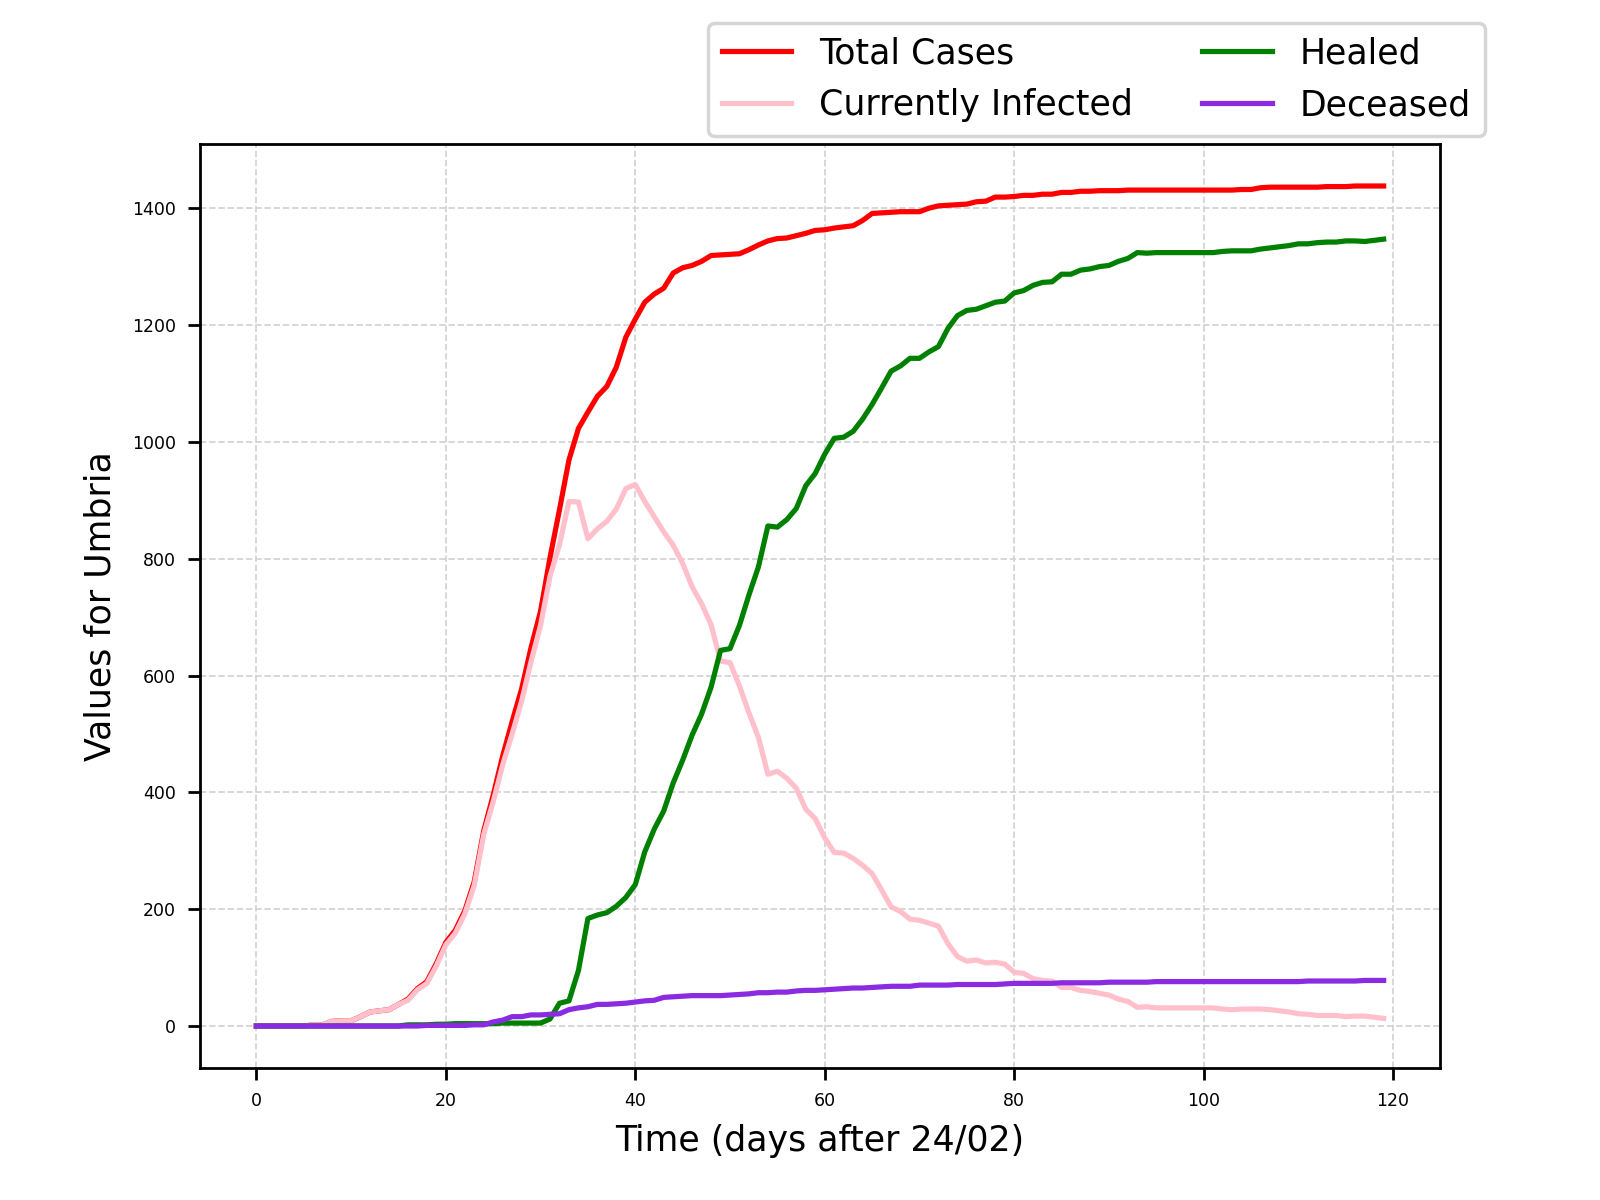 Total Cases
Currently Infected
Healed
Deceased
Values for Umbria
1400
1200
1000
800
600
400
200
0
0 20 40 60 80 100 120
Time (days after 24/02)